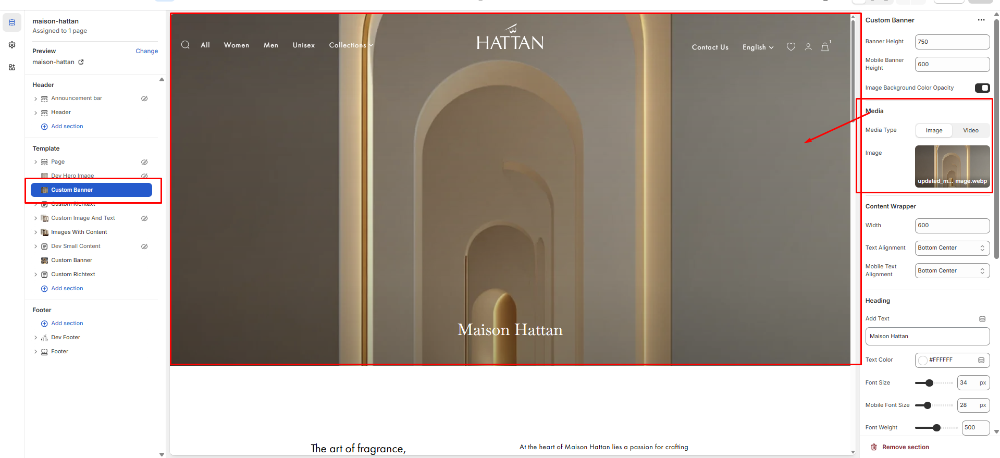 maison-hattan
Assigned to 1 page
Preview
Change
maison-hattan
Header
Announcement bar
Header
Add section
Template
Page
Dev Hero Image
Custom Banner
Custom Richtext
Custom Image And Text
Images With Content
Dev Small Content
Custom Banner
Custom Richtext
Add section
Footer
Add section
Dev Footer
Footer
All
Women
Men
Unisex
Collections
HATTAN
Contact Us
English
1
Maison Hattan
The art of fragrance,
At the heart of Maison Hattan lies a passion for crafting
Custom Banner
Banner Height
750
Mobile Banner
Height
600
Image Background Color Opacity
Media
Media Type
Image
Video
Image
updated_m... mage.webp
Content Wrapper
Width
600
Text Alignment
Bottom Center
Mobile Text
Alignment
Bottom Center
Heading
Add Text
Maison Hattan
Text Color
#FFFFFF
Font Size
34 px
Mobile Font Size
28 px
Font Weight
500
Remove section